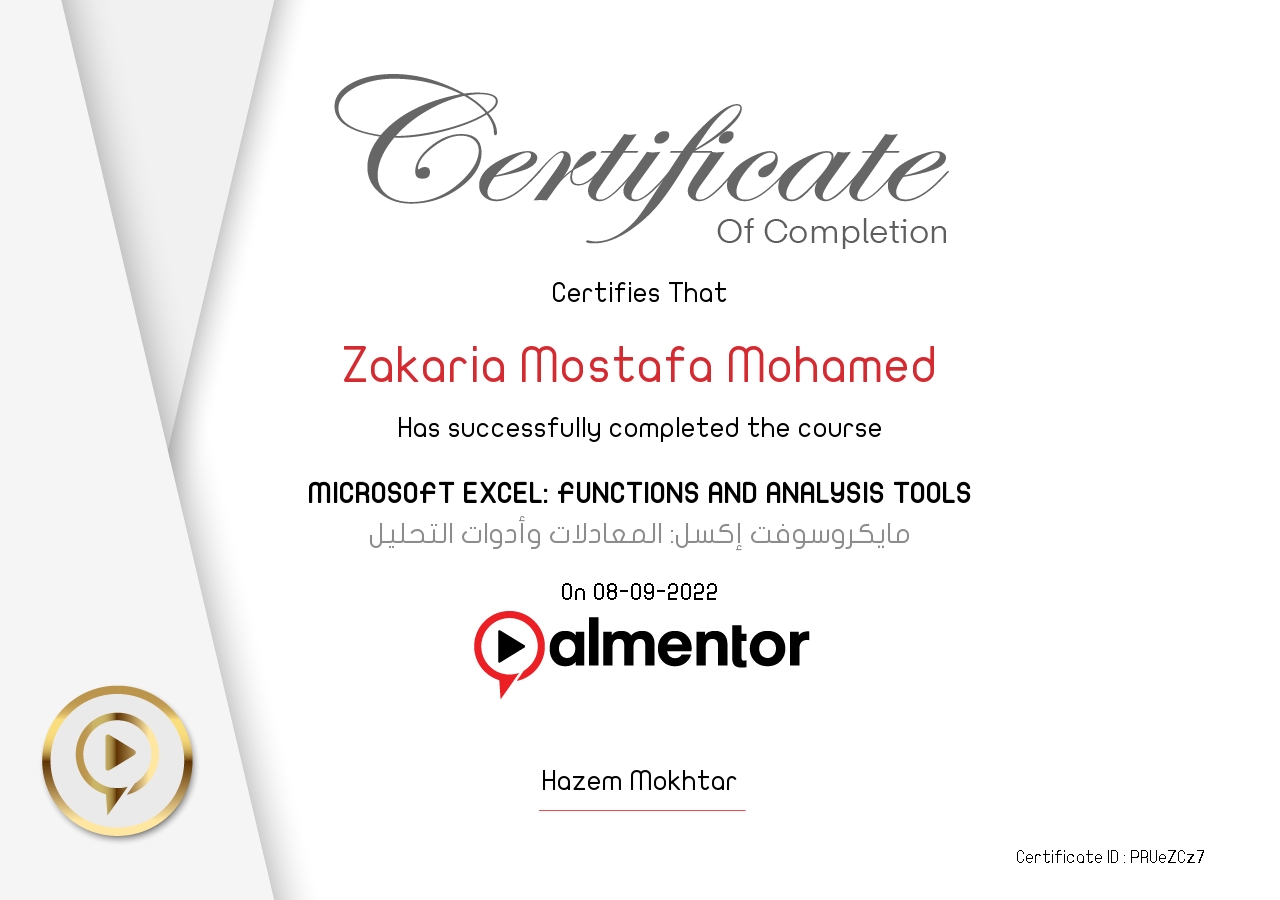 Certificate
Of Completion
Certifies That
Zakaria Mostafa Mohamed
Has successfully completed the course
MICROSOFT EXCEL: FUNCTIONS AND ANALYSIS TOOLS
مايكروسوفت إكسل: المعادلات وأدوات التحليل
On 08-09-2022
almentor
Hazem Mokhtar
Certificate ID : PRUeZCz7